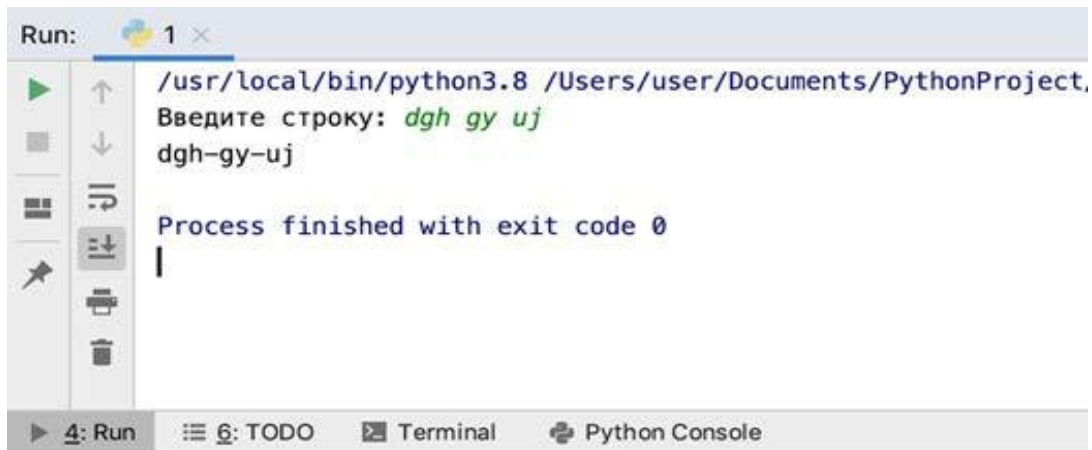 Run: 1 ×
/usr/local/bin/python3.8 /Users/user/Documents/PythonProject/
Введите строку: dgh gy uj
dgh-gy-uj
Process finished with exit code 0
4: Run 6: TODO Terminal Python Console